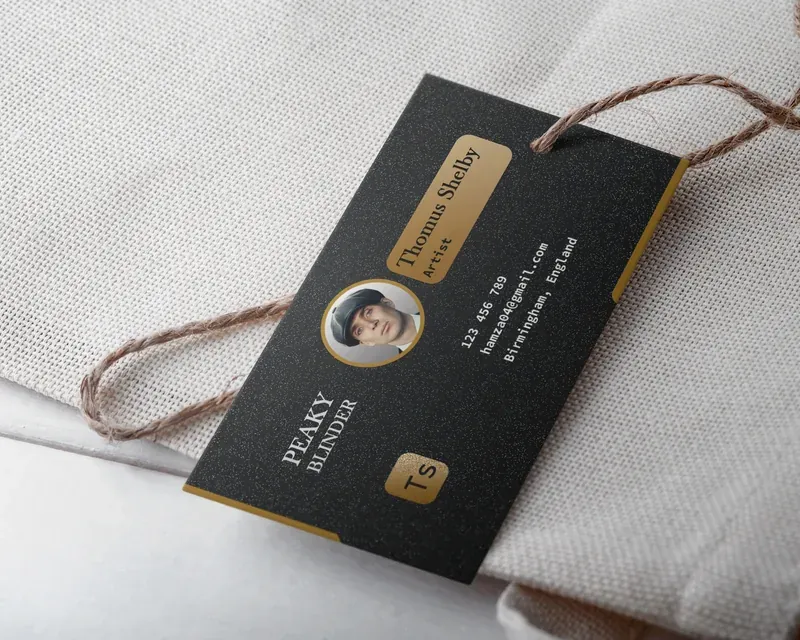 PEAKY
BLINDER
TS
Thomus Shelby
Artist
123 456 789
hamza04@gmail.com
Birmingham, England